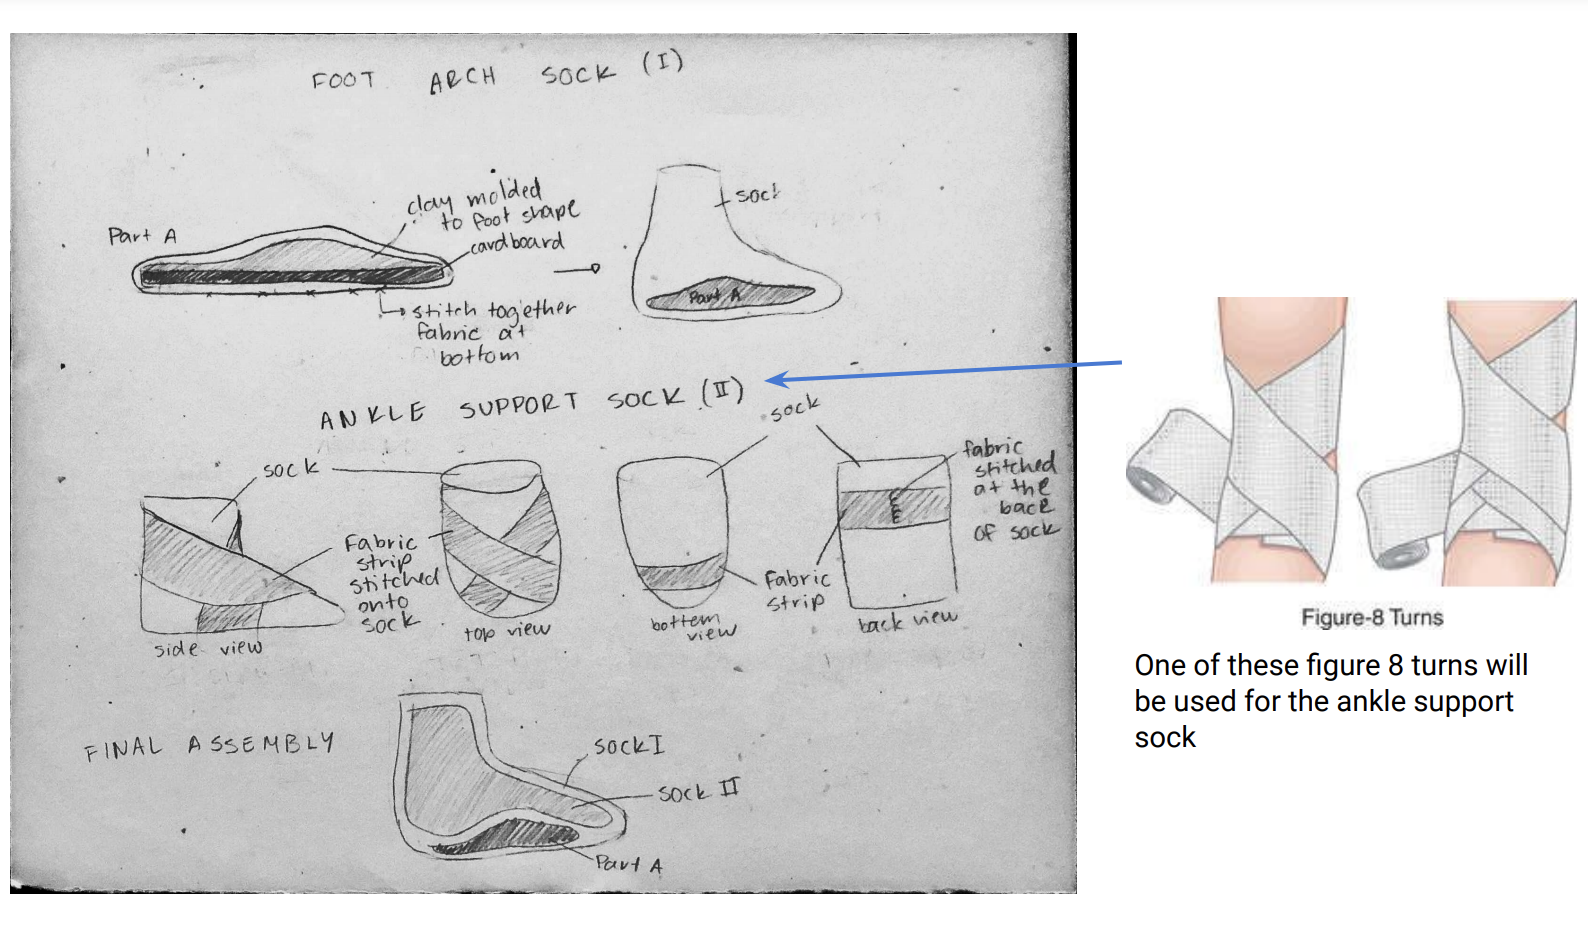 FOOT ARCH SOCK (I)
Part A
clay molded
to foot shape
cardboard
stitch together
fabric at
bottom
sock
Part A
ANKLE SUPPORT SOCK (II)
sock
sock
Fabric
strip
stitched
onto
sock
fabric
stitched
at the
back
of sock
Fabric
strip
side view
top view
bottom
view
back view
FINAL ASSEMBLY
SOCK I
SOCK II
Part A
Figure-8 Turns
One of these figure 8 turns will
be used for the ankle support
sock